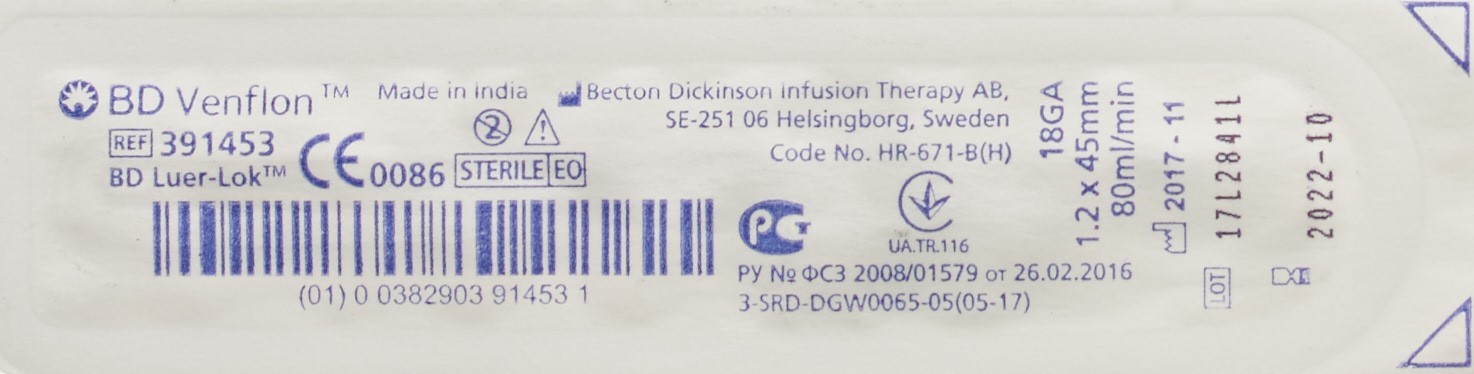 BD Venflon™ Made in India
REF 391453
BD Luer-Lok™ CE 0086 STERILE EO
2
(01) 0 0382903 91453 1
Becton Dickinson Infusion Therapy AB,
SE-251 06 Helsingborg, Sweden
Code No. HR-671-B(H)
РСТ
UA.TR.116
РУ № ФСЗ 2008/01579 от 26.02.2016
3-SRD-DGW0065-05(05-17)
18GA
1.2 x 45mm
80ml/min
2017 - 11
LOT 17L2841L
2022-10